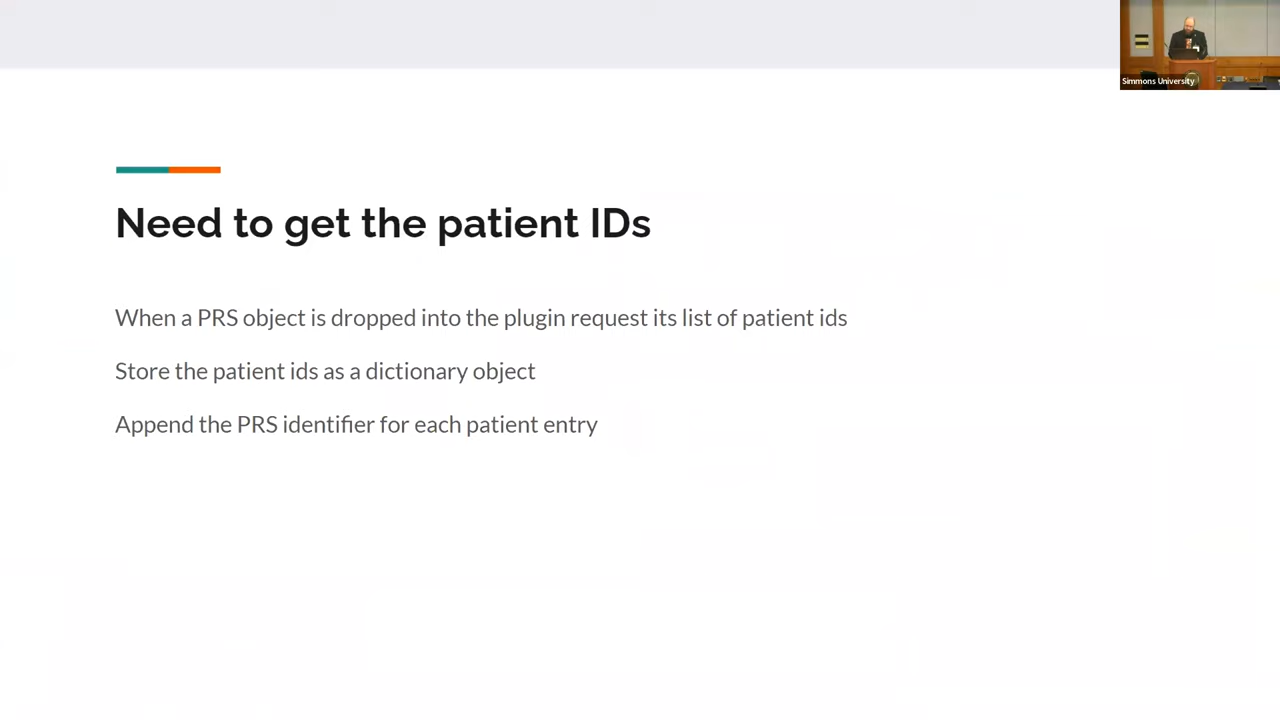 Simmons University
Need to get the patient IDs
When a PRS object is dropped into the plugin request its list of patient ids
Store the patient ids as a dictionary object
Append the PRS identifier for each patient entry